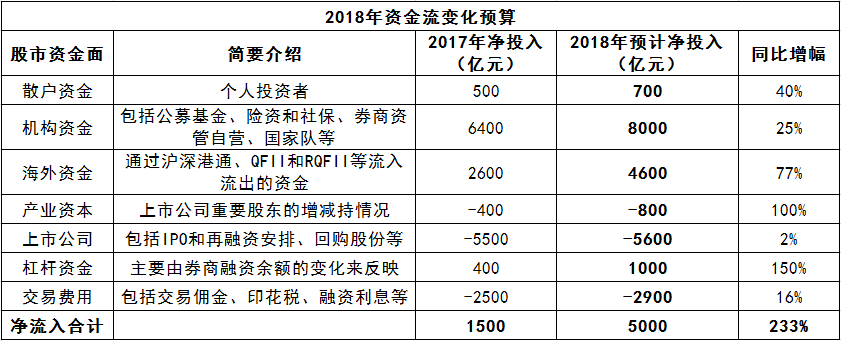 2018年资金流变化预算
股市资金面 简要介绍 2017年净投入（亿元） 2018年预计净投入（亿元） 同比增幅
散户资金 个人投资者 500 700 40%
机构资金 包括公募基金、险资和社保、券商资管自营、国家队等 6400 8000 25%
海外资金 通过沪深港通、QFII和RQFII等流入流出的资金 2600 4600 77%
产业资本 上市公司重要股东的增减持情况 -400 -800 100%
上市公司 包括IPO和再融资安排、回购股份等 -5500 -5600 2%
杠杆资金 主要由券商融资余额的变化来反映 400 1000 150%
交易费用 包括交易佣金、印花税、融资利息等 -2500 -2900 16%
净流入合计 1500 5000 233%